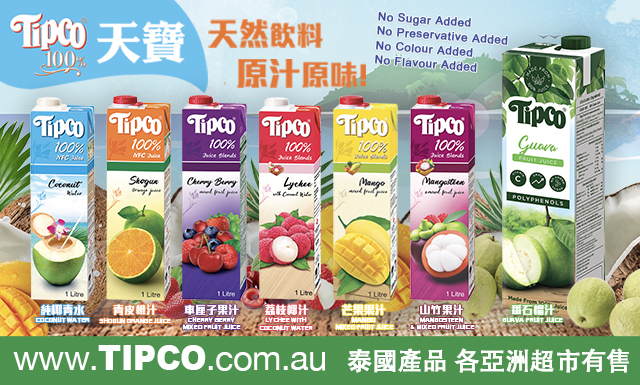 Tipco
100%
天寶
天然飲料
原汁原味!
No Sugar Added
No Preservative Added
No Colour Added
No Flavour Added
Tipco
100%
NFC Juice
Coconut
Water
1 Litre
Tipco
100%
NFC Juice
Shogun
orange juice
1 Litre
Tipco
100%
Juice Blends
Cherry Berry
mixed fruit juice
1 Litre
Tipco
100%
Juice Blends
Lychee
with Coconut Water
1 Litre
Tipco
100%
Juice Blends
Mango
mixed fruit juice
1 Litre
Tipco
100%
Juice Blends
Mangosteen
& mixed fruit juice
1 Litre
Tipco
Guava
FRUIT JUICE
POLYPHENOLS
純椰青水
COCONUT WATER
青皮橙汁
SHOGUN ORANGE JUICE
車厘子果汁
CHERRY BERRY
MIXED FRUIT JUICE
荔枝椰汁
LYCHEE WITH
COCONUT WATER
芒果果汁
MANGO
MIXED FRUIT JUICE
山竹果汁
MANGOSTEEN
& MIXED FRUIT JUICE
番石榴汁
GUAVA FRUIT JUICE
www.TIPCO.com.au 泰國產品 各亞洲超市有售